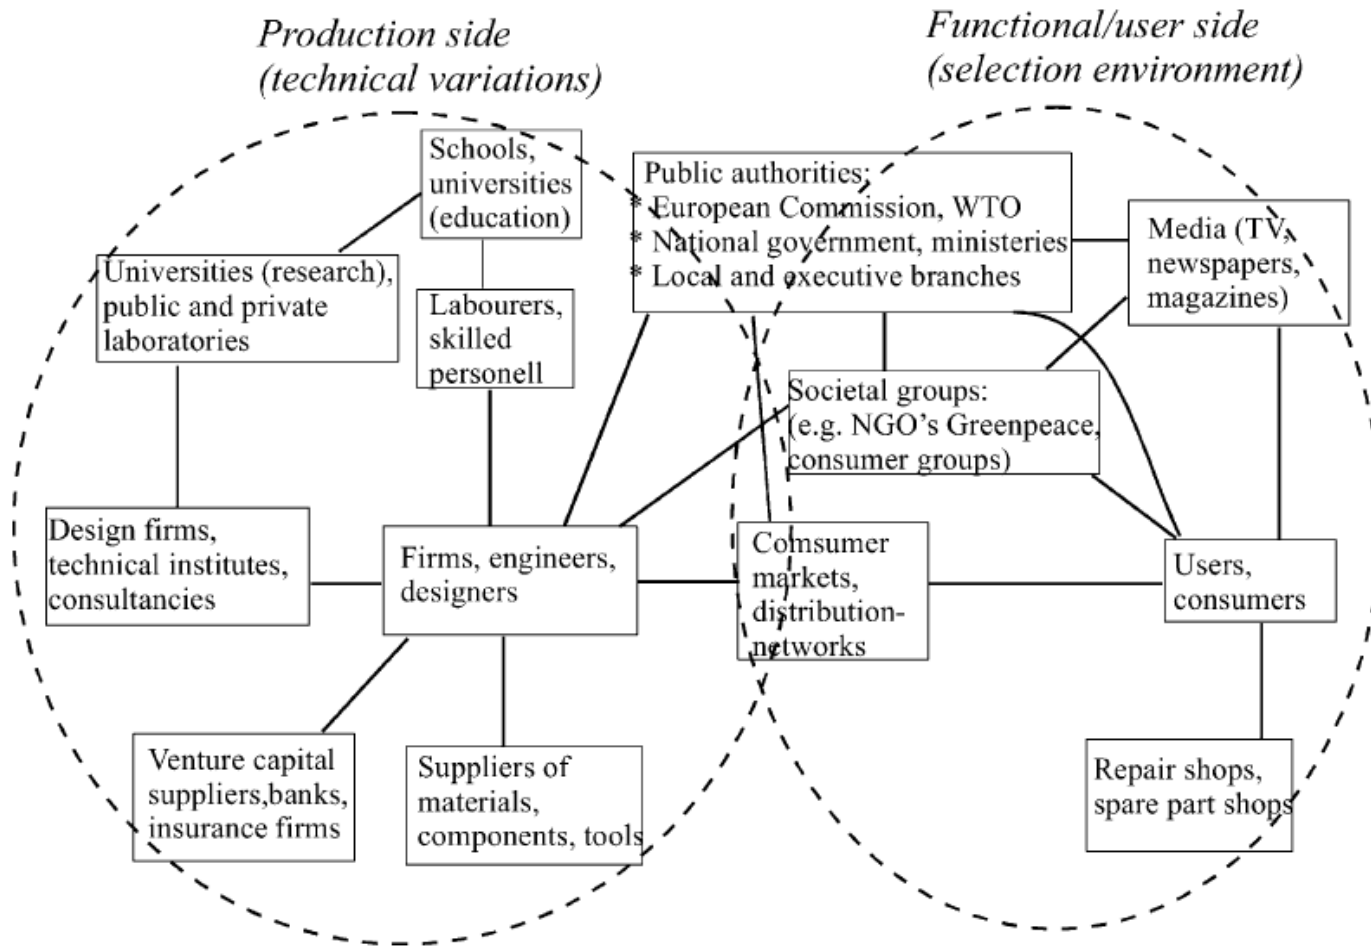 Production side
(technical variations)
Functional/user side
(selection environment)
Schools,
universities
(education)
Public authorities:
* European Commission, WTO
* National government, ministeries
* Local and executive branches
Media (TV,
newspapers,
magazines)
Universities (research),
public and private
laboratories
Labourers,
skilled
personell
Societal groups:
(e.g. NGO's Greenpeace,
consumer groups)
Design firms,
technical institutes,
consultancies
Firms, engineers,
designers
Comsumer
markets,
distribution-
networks
Users,
consumers
Venture capital
suppliers,banks,
insurance firms
Suppliers of
materials,
components, tools
Repair shops,
spare part shops